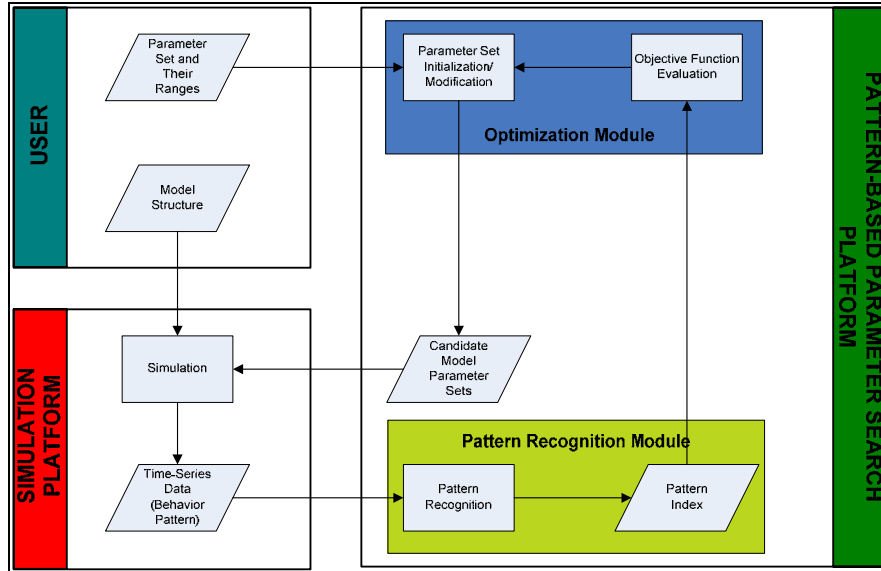 USER
Parameter
Set and
Their
Ranges
Model
Structure
SIMULATION
PLATFORM
Simulation
Time-Series
Data
(Behavior
Pattern)
Parameter Set
Initialization/
Modification
Objective Function
Evaluation
Optimization Module
Candidate
Model
Parameter
Sets
Pattern Recognition Module
Pattern
Recognition
Pattern
Index
PATTERN-BASED PARAMETER SEARCH
PLATFORM